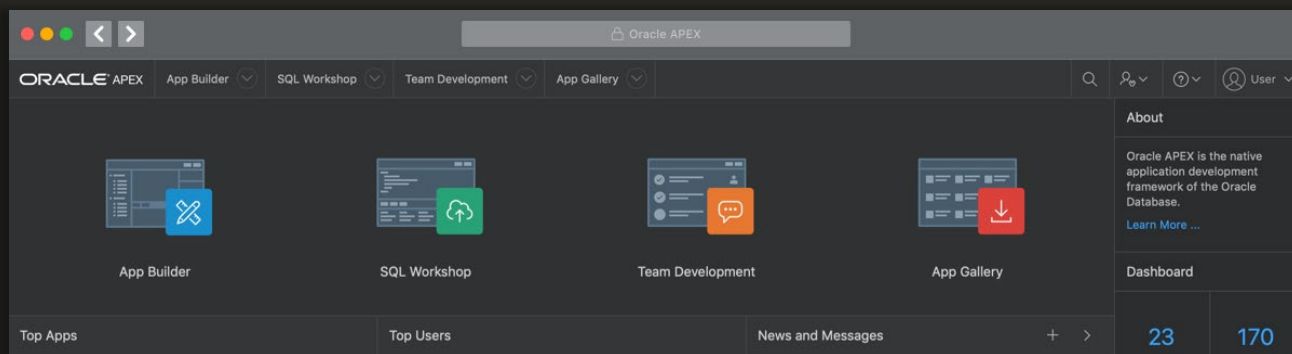 Oracle APEX
ORACLE APEX App Builder SQL Workshop Team Development App Gallery User
App Builder
SQL Workshop
Team Development
App Gallery
Top Apps
Top Users
News and Messages
About
Oracle APEX is the native
application development
framework of the Oracle
Database.
Learn More ...
Dashboard
23 170